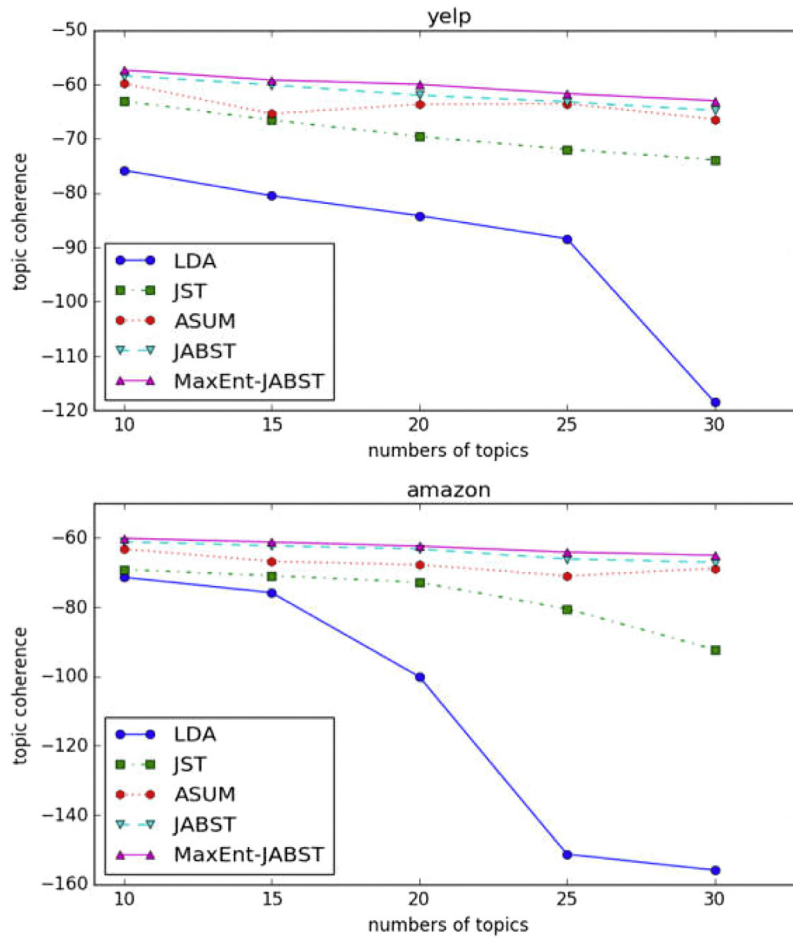 yelp
−50
−60
−70
−80
−90
−100
−110
−120
topic coherence
LDA
JST
ASUM
JABST
MaxEnt-JABST
10 15 20 25 30
numbers of topics
amazon
−60
−80
−100
−120
−140
−160
topic coherence
LDA
JST
ASUM
JABST
MaxEnt-JABST
10 15 20 25 30
numbers of topics